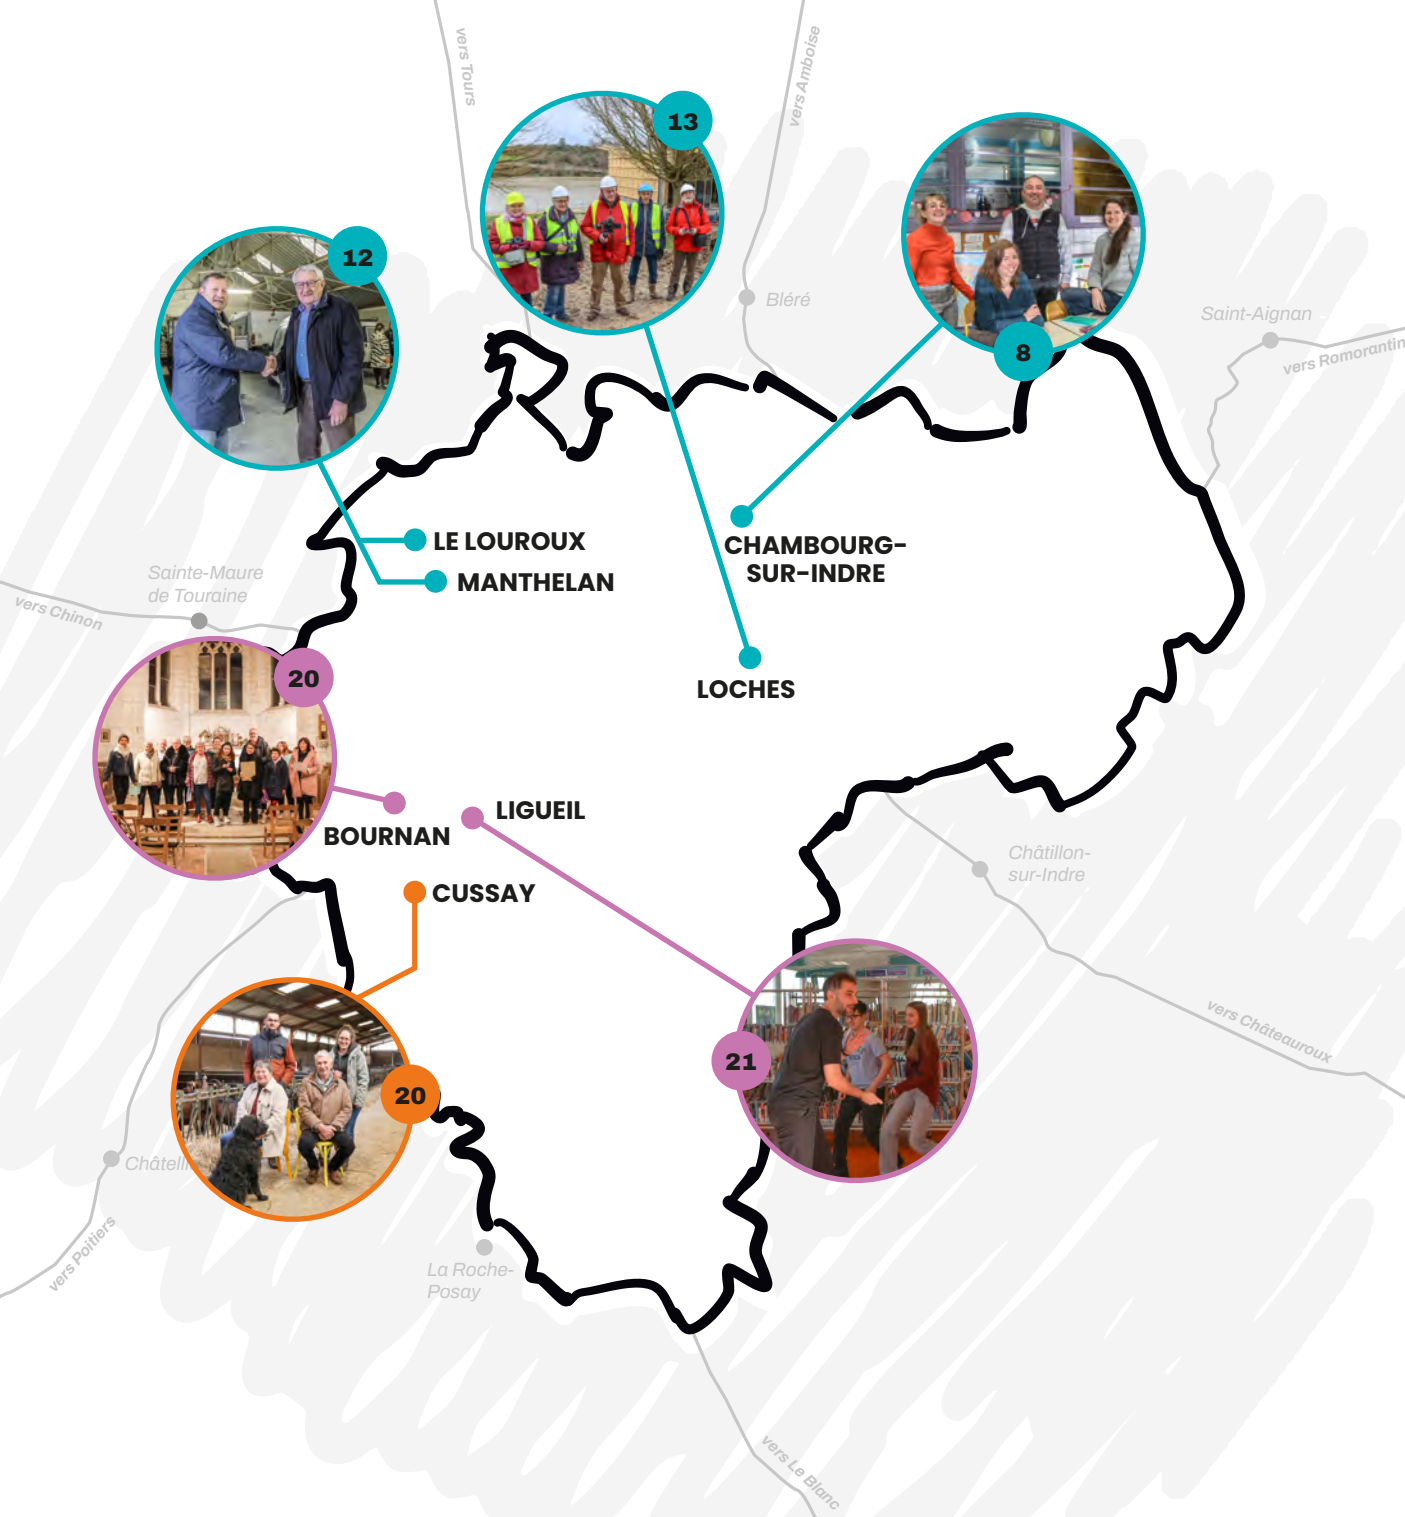 vers Tours
vers Amboise
13
12
8
Bléré
Saint-Aignan
vers Romorantin
LE LOUROUX
MANTHELAN
CHAMBOURG-
SUR-INDRE
Sainte-Maure
de Touraine
vers Chinon
LOCHES
20
LIGUEIL
BOURNAN
CUSSAY
Châtillon-
sur-Indre
vers Châteauroux
21
20
Châtell
vers Poitiers
La Roche-
Posay
vers Le Blanc